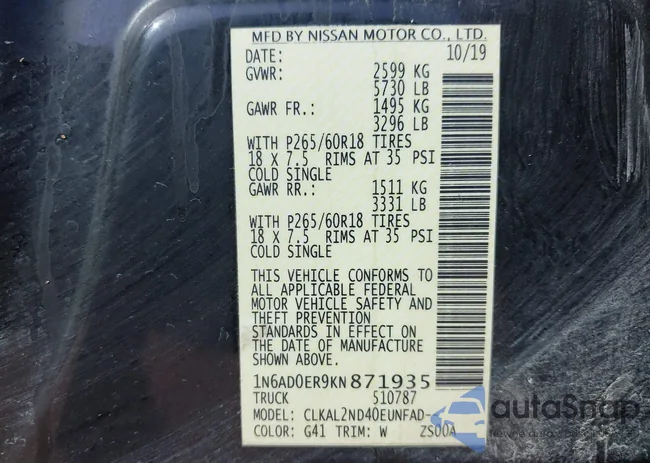 MFD BY NISSAN MOTOR CO., LTD.
DATE: 10/19
GVWR: 2599 KG
5730 LB
GAWR FR.: 1495 KG
3296 LB
WITH P265/60R18 TIRES
18 X 7.5 RIMS AT 35 PSI
COLD SINGLE
GAWR RR.: 1511 KG
3331 LB
WITH P265/60R18 TIRES
18 X 7.5 RIMS AT 35 PSI
COLD SINGLE
THIS VEHICLE CONFORMS TO
ALL APPLICABLE FEDERAL
MOTOR VEHICLE SAFETY AND
THEFT PREVENTION
STANDARDS IN EFFECT ON
THE DATE OF MANUFACTURE
SHOWN ABOVE.
1N6AD0ER9KN871935
TRUCK 510787
MODEL: CLKAL2ND40EUNFAD-
COLOR: G41 TRIM: W ZS00A
autoSnap